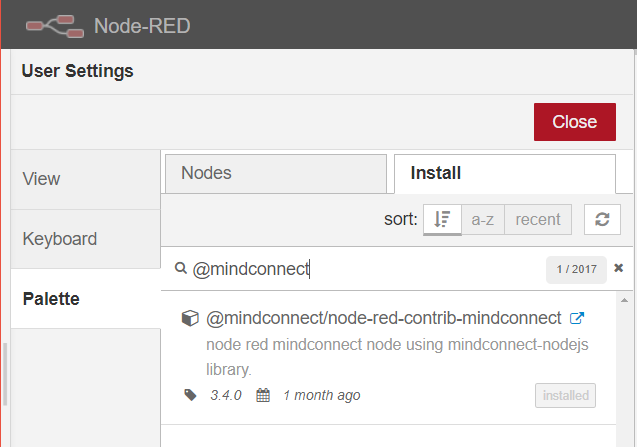 Node-RED
User Settings
Close
View
Keyboard
Palette
Nodes
Install
sort:
a-z
recent
@mindconnect
1 / 2017
@mindconnect/node-red-contrib-mindconnect
node red mindconnect node using mindconnect-nodejs
library.
3.4.0
1 month ago
installed